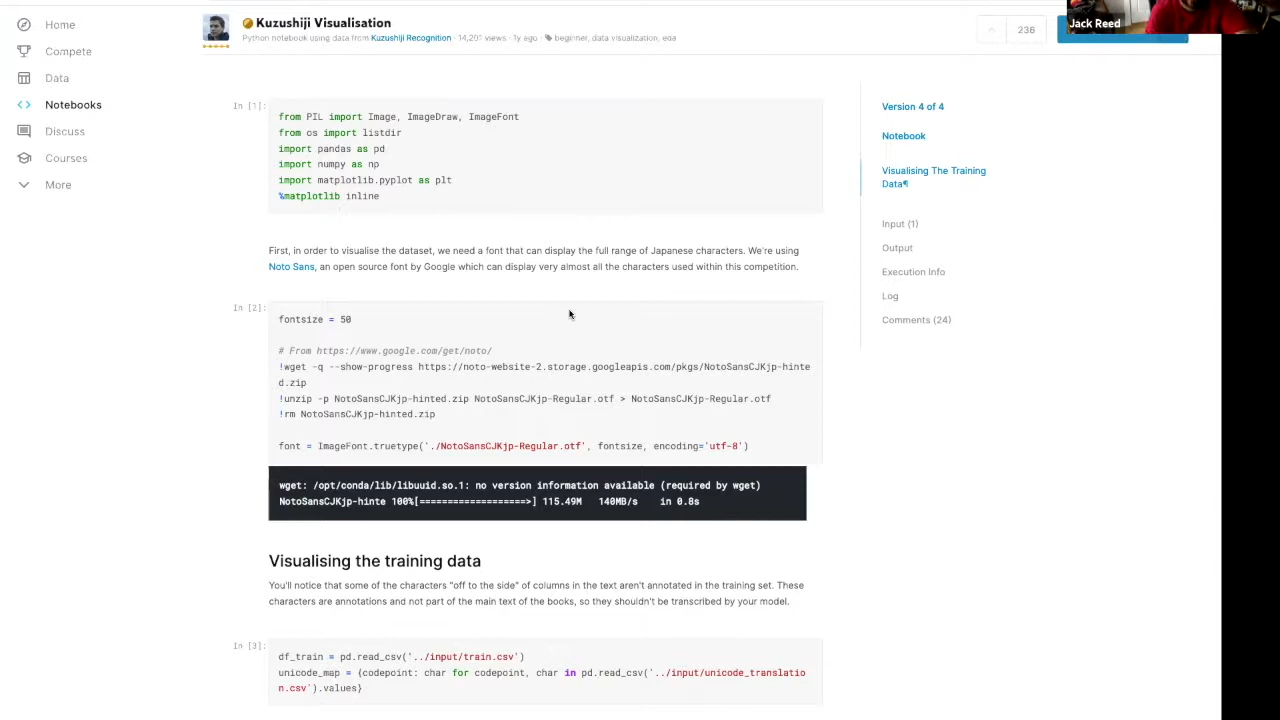 Home
Compete
Data
Notebooks
Discuss
Courses
More
Kuzushiji Visualisation
Python notebook using data from Kuzushiji Recognition · 14,201 views · 1y ago · beginner, data visualization, eda
236
Jack Reed
In [1]:
from PIL import Image, ImageDraw, ImageFont
from os import listdir
import pandas as pd
import numpy as np
import matplotlib.pyplot as plt
%matplotlib inline
First, in order to visualise the dataset, we need a font that can display the full range of Japanese characters. We're using
Noto Sans, an open source font by Google which can display very almost all the characters used within this competition.
In [2]:
fontsize = 50
# From https://www.google.com/get/noto/
!wget -q --show-progress https://noto-website-2.storage.googleapis.com/pkgs/NotoSansCJKjp-hinte
d.zip
!unzip -p NotoSansCJKjp-hinted.zip NotoSansCJKjp-Regular.otf > NotoSansCJKjp-Regular.otf
!rm NotoSansCJKjp-hinted.zip
font = ImageFont.truetype('./NotoSansCJKjp-Regular.otf', fontsize, encoding='utf-8')
wget: /opt/conda/lib/libuuid.so.1: no version information available (required by wget)
NotoSansCJKjp-hinte 100%[===================>] 115.49M 140MB/s in 0.8s
Visualising the training data
You'll notice that some of the characters "off to the side" of columns in the text aren't annotated in the training set. These
characters are annotations and not part of the main text of the books, so they shouldn't be transcribed by your model.
In [3]:
df_train = pd.read_csv('../input/train.csv')
unicode_map = {codepoint: char for codepoint, char in pd.read_csv('../input/unicode_translatio
n.csv').values}
Version 4 of 4
Notebook
Visualising The Training
Data¶
Input (1)
Output
Execution Info
Log
Comments (24)